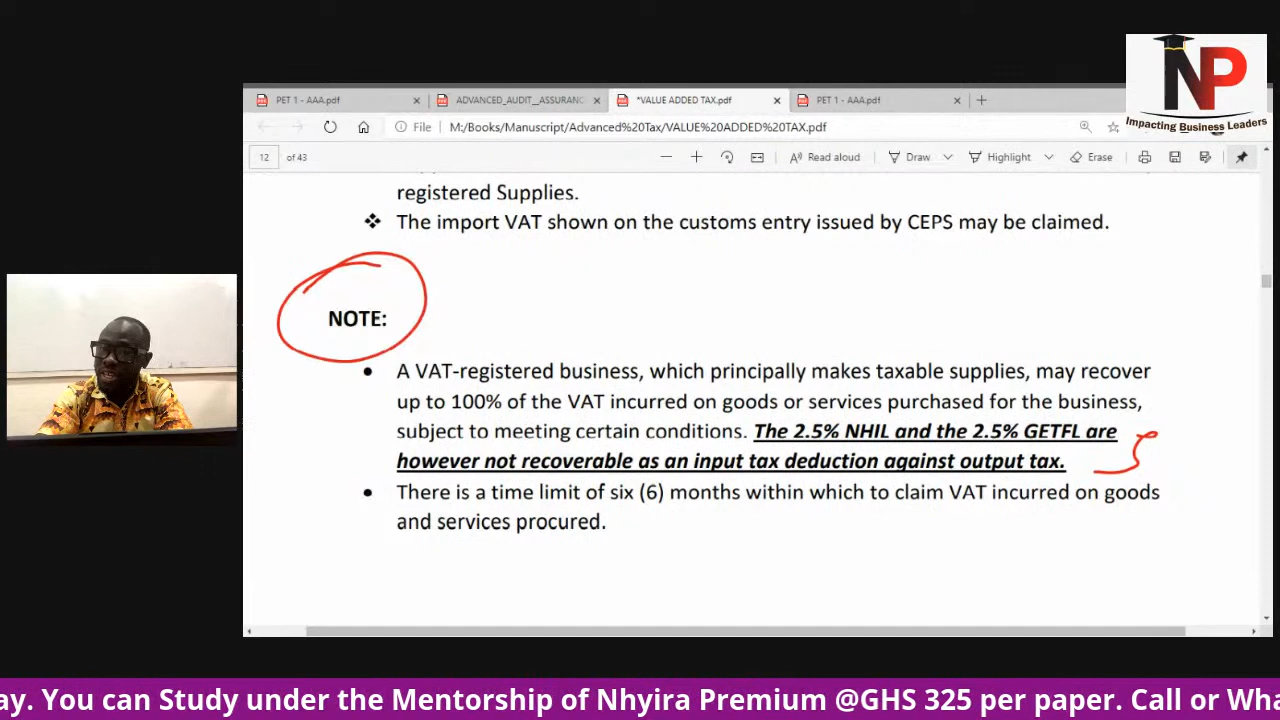 NP
Impacting Business Leaders
PET 1 - AAA.pdf
ADVANCED_AUDIT_ASSURANC
*VALUE ADDED TAX.pdf
PET 1 - AAA.pdf
File M:/Books/Manuscript/Advanced%20Tax/VALUE%20ADDED%20TAX.pdf
12 of 43
Read aloud
Draw
Highlight
Erase
registered Supplies.
❖ The import VAT shown on the customs entry issued by CEPS may be claimed.
NOTE:
• A VAT-registered business, which principally makes taxable supplies, may recover
up to 100% of the VAT incurred on goods or services purchased for the business,
subject to meeting certain conditions. The 2.5% NHIL and the 2.5% GETFL are
however not recoverable as an input tax deduction against output tax.
• There is a time limit of six (6) months within which to claim VAT incurred on goods
and services procured.
ay. You can Study under the Mentorship of Nhyira Premium @GHS 325 per paper. Call or Wha